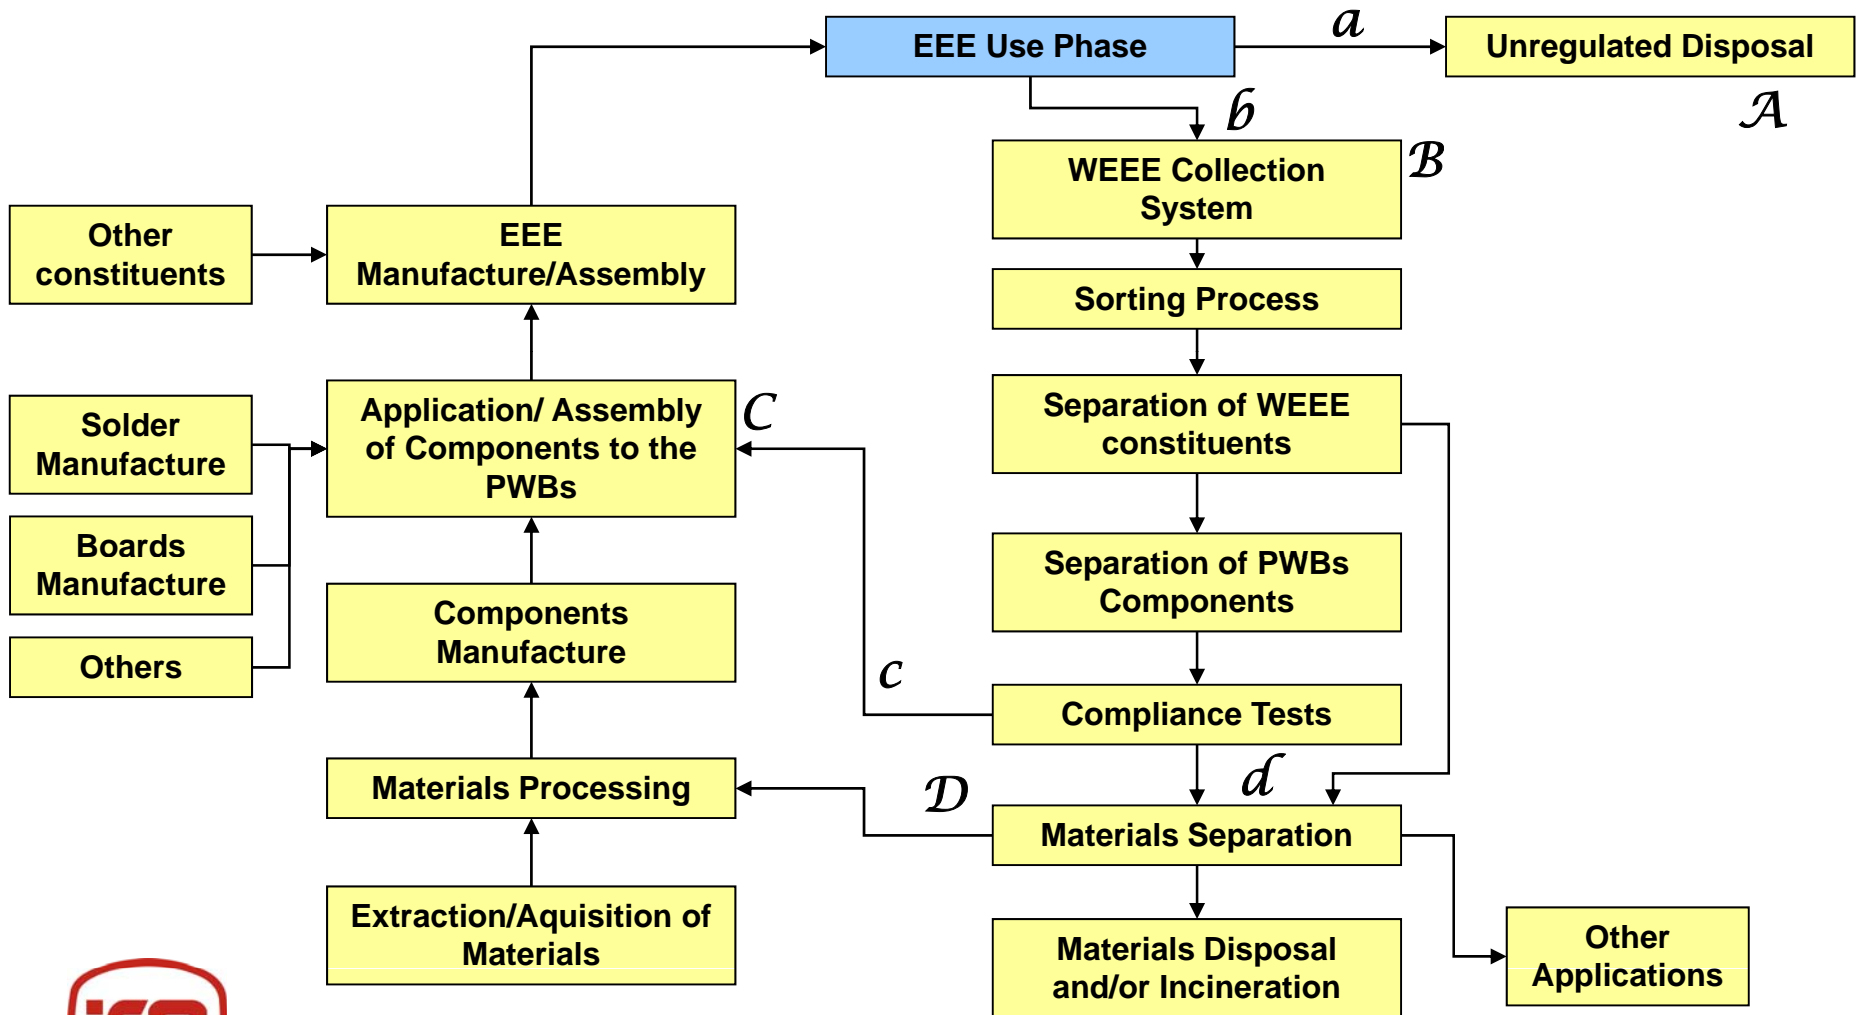 EEE Use Phase
a
Unregulated Disposal
A
b
B
WEEE Collection
System
Other
constituents
EEE
Manufacture/Assembly
Sorting Process
Solder
Manufacture
Application/ Assembly
of Components to the
PWBs
C
Separation of WEEE
constituents
Boards
Manufacture
Separation of PWBs
Components
Components
Manufacture
Others
c
Compliance Tests
Materials Processing
D
d
Materials Separation
Extraction/Aquisition of
Materials
Materials Disposal
and/or Incineration
Other
Applications